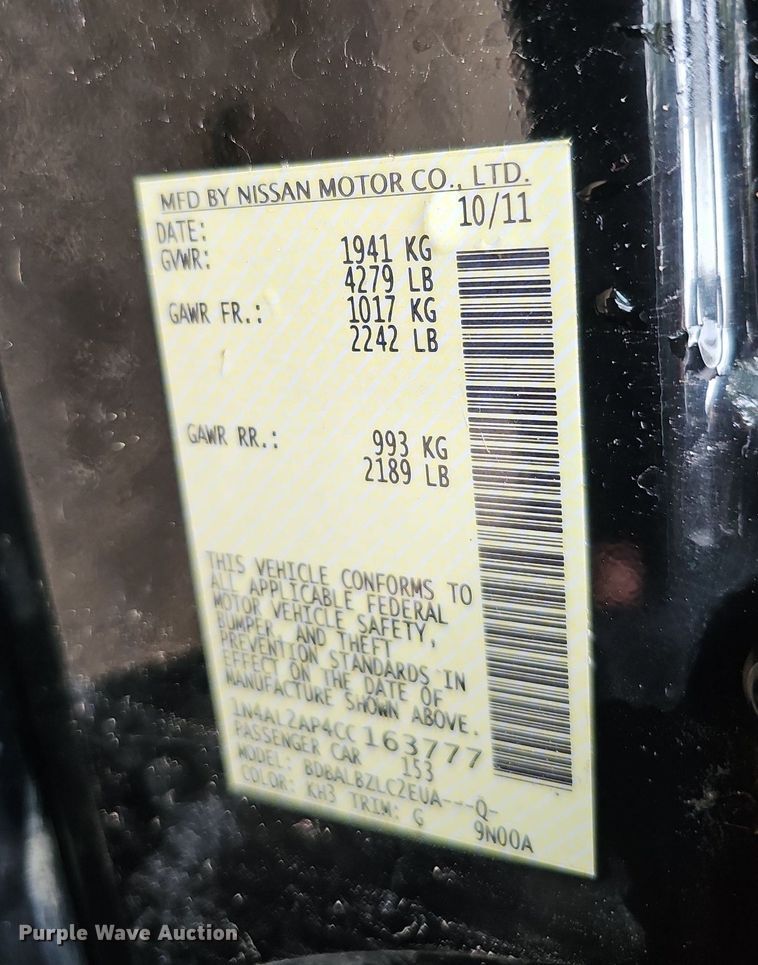 MFD BY NISSAN MOTOR CO., LTD.
DATE: 10/11
GVWR: 1941 KG
4279 LB
GAWR FR.: 1017 KG
2242 LB
GAWR RR.: 993 KG
2189 LB
THIS VEHICLE CONFORMS TO
ALL APPLICABLE FEDERAL
MOTOR VEHICLE SAFETY,
BUMPER, AND THEFT
PREVENTION STANDARDS IN
EFFECT ON THE DATE OF
MANUFACTURE SHOWN ABOVE.
1N4AL2AP4CC163777
PASSENGER CAR 153
MODEL: BDBALBZLC2EUA---Q-
COLOR: KH3 TRIM: G 9N00A
Purple Wave Auction